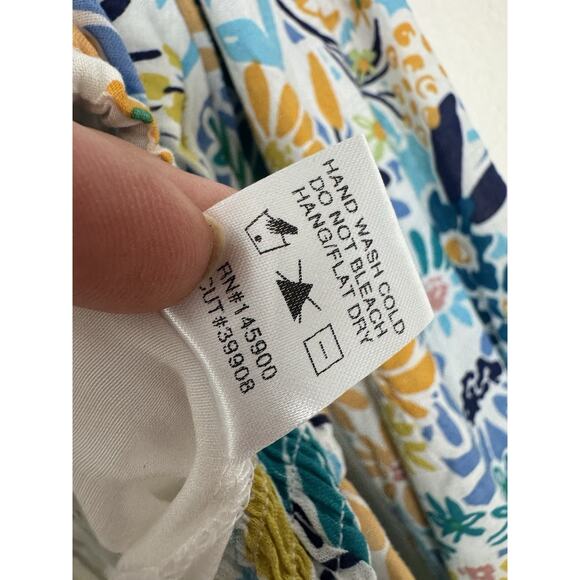 HAND WASH COLD
DO NOT BLEACH
HANG/FLAT DRY
RN#145900
CUT#39908